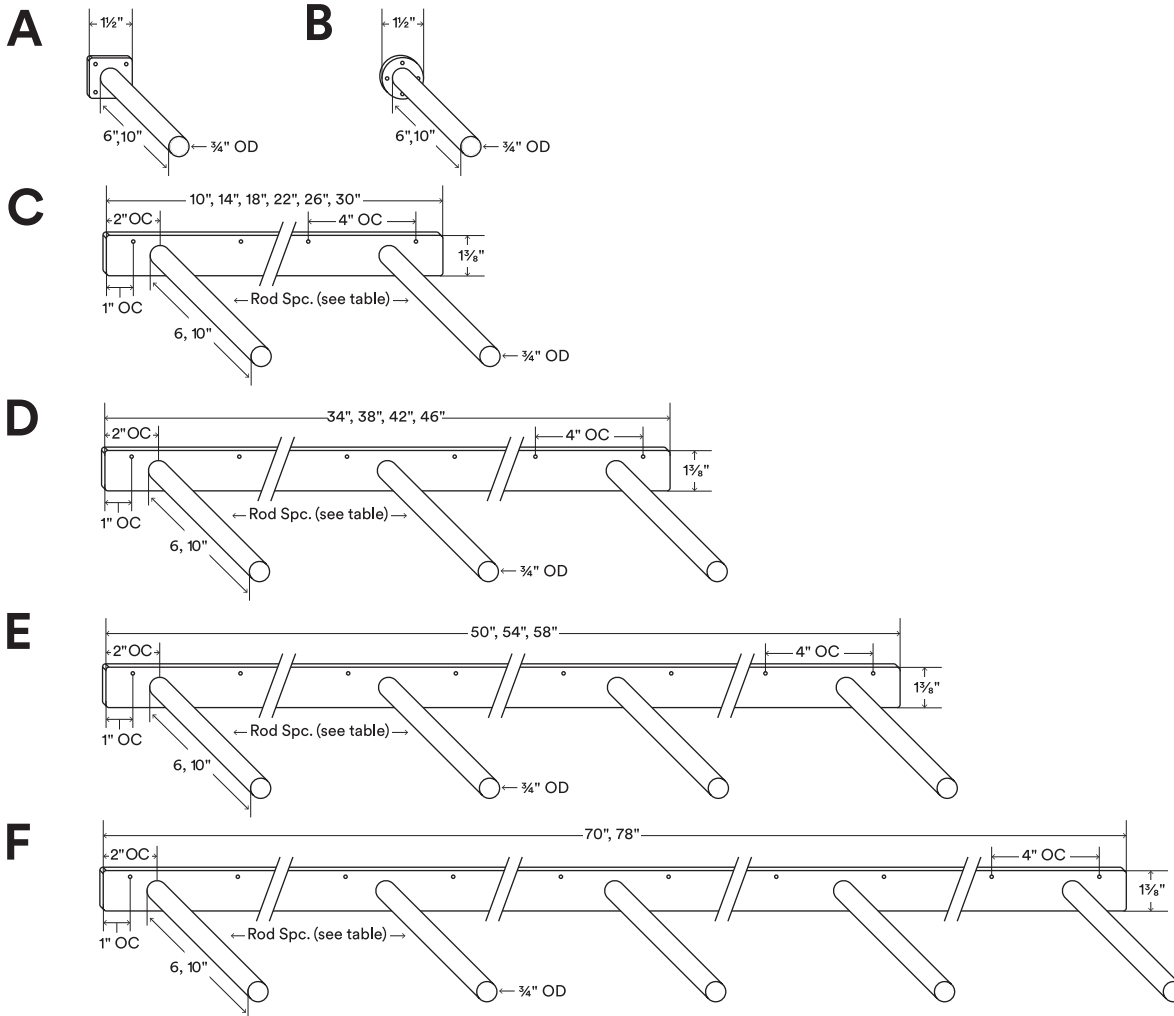 A
1½"
6",10"
¾" OD
B
1½"
6",10"
¾" OD
C
10", 14", 18", 22", 26", 30"
2" OC
4" OC
1⅜"
1" OC
Rod Spc. (see table)
6, 10"
¾" OD
D
34", 38", 42", 46"
2" OC
4" OC
1⅜"
1" OC
Rod Spc. (see table)
6, 10"
¾" OD
E
50", 54", 58"
2" OC
4" OC
1⅜"
1" OC
Rod Spc. (see table)
6, 10"
¾" OD
F
70", 78"
2" OC
4" OC
1⅜"
1" OC
Rod Spc. (see table)
6, 10"
¾" OD